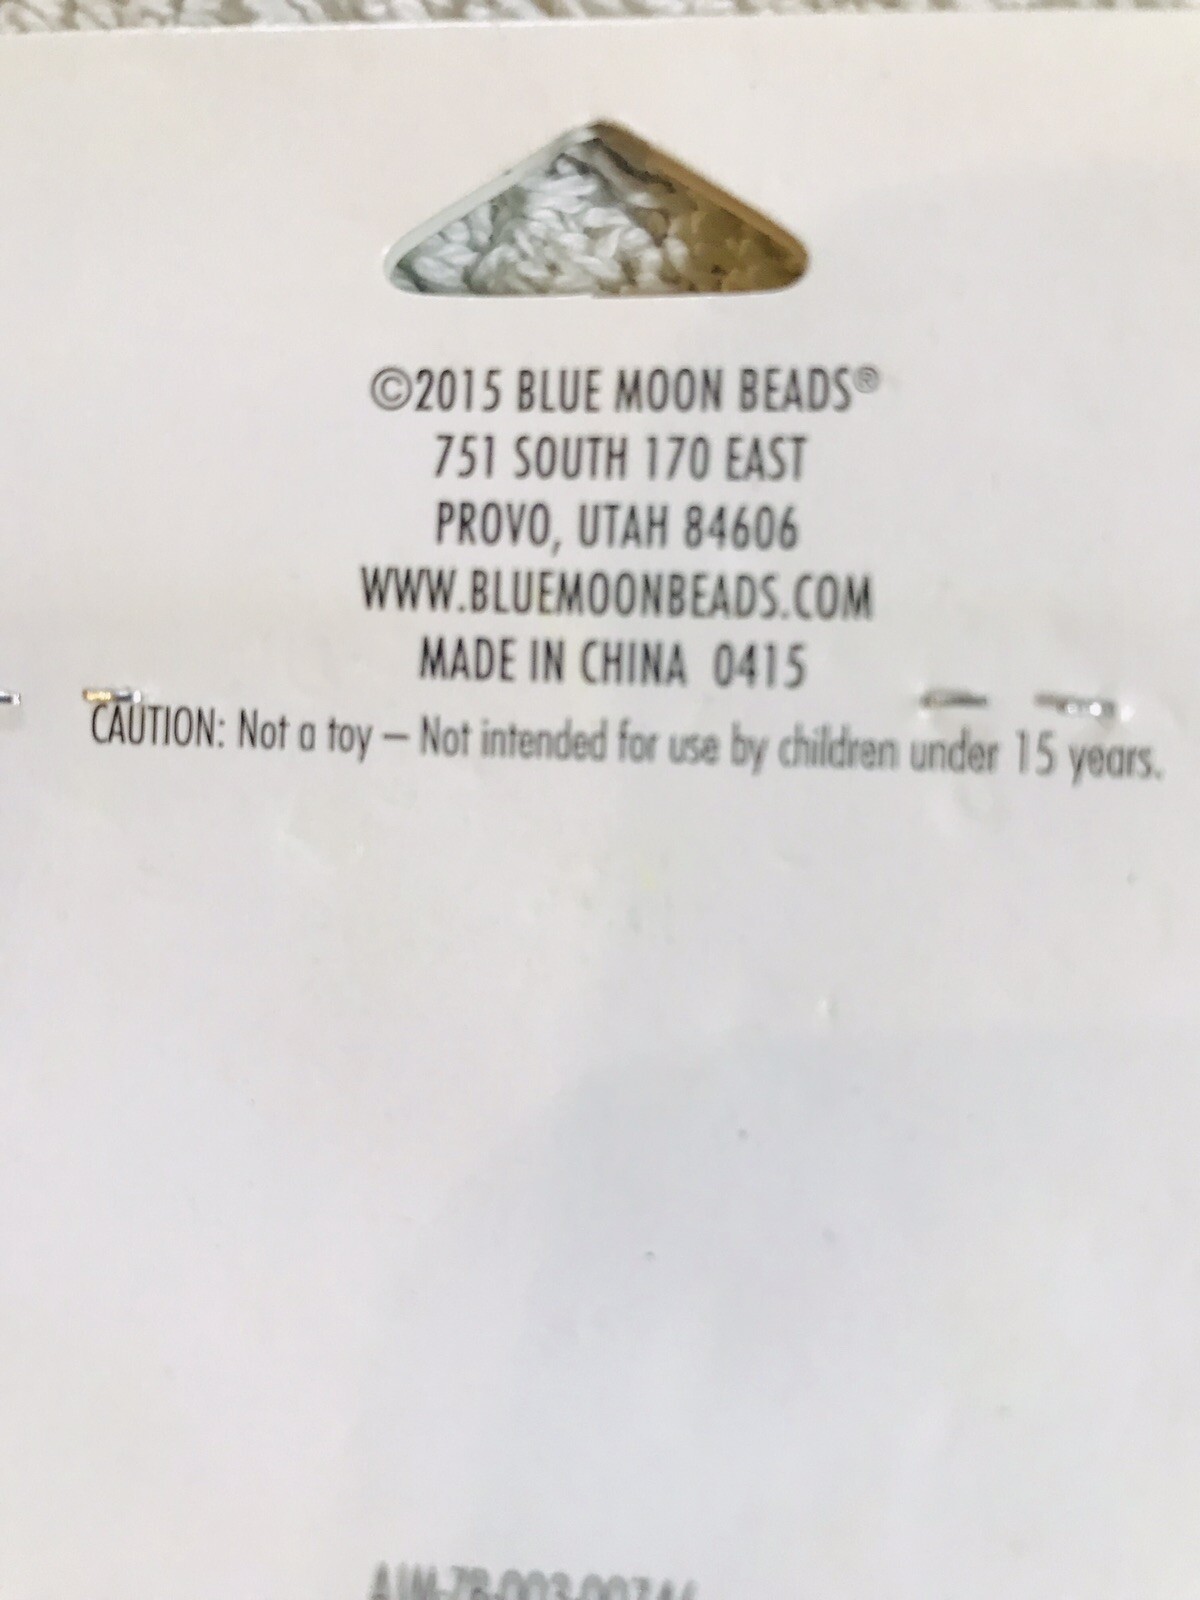 ©2015 BLUE MOON BEADS®
751 SOUTH 170 EAST
PROVO, UTAH 84606
WWW.BLUEMOONBEADS.COM
MADE IN CHINA 0415
CAUTION: Not a toy – Not intended for use by children under 15 years.